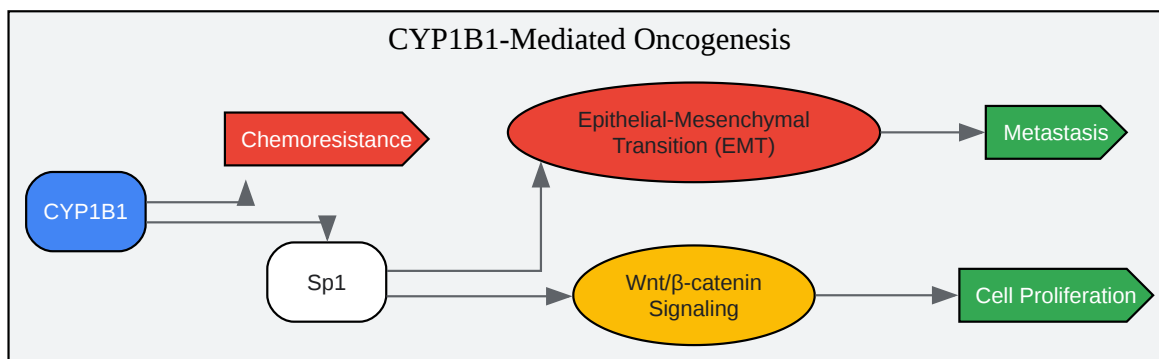 CYP1B1-Mediated Oncogenesis
Chemoresistance
Epithelial-Mesenchymal
Transition (EMT)
Metastasis
CYP1B1
Sp1
Wnt/β-catenin
Signaling
Cell Proliferation